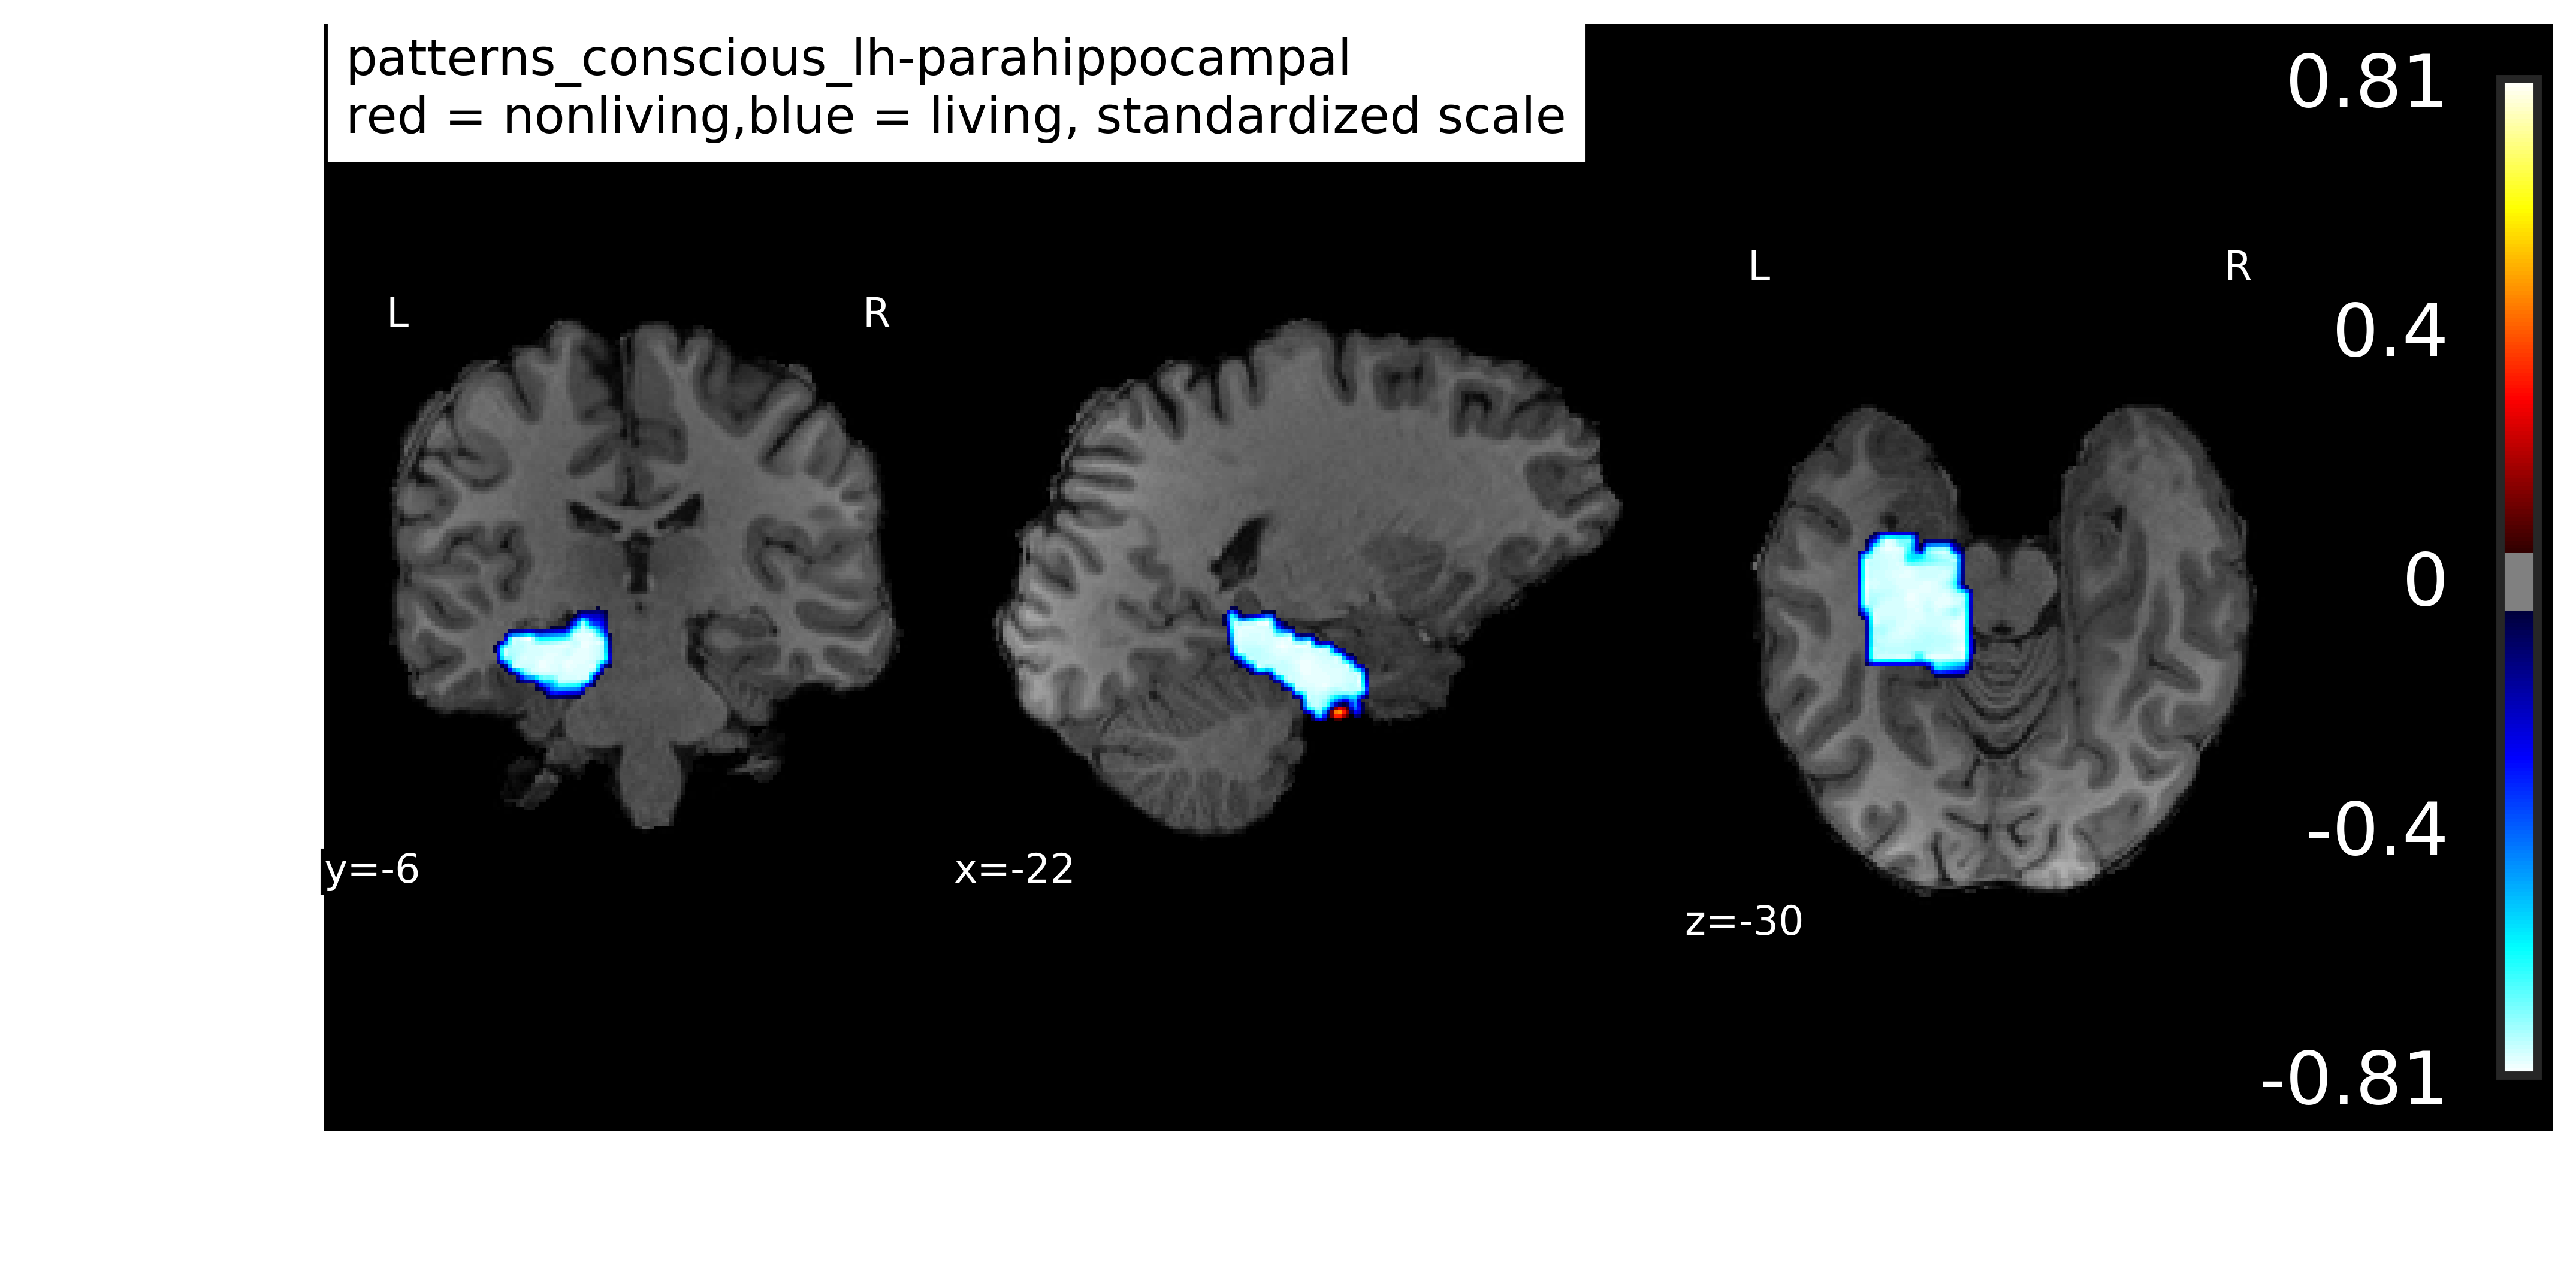 patterns_conscious_lh-parahippocampal
red = nonliving,blue = living, standardized scale
L
R
L
R
y=-6
x=-22
z=-30
0.81
0.4
0
-0.4
-0.81